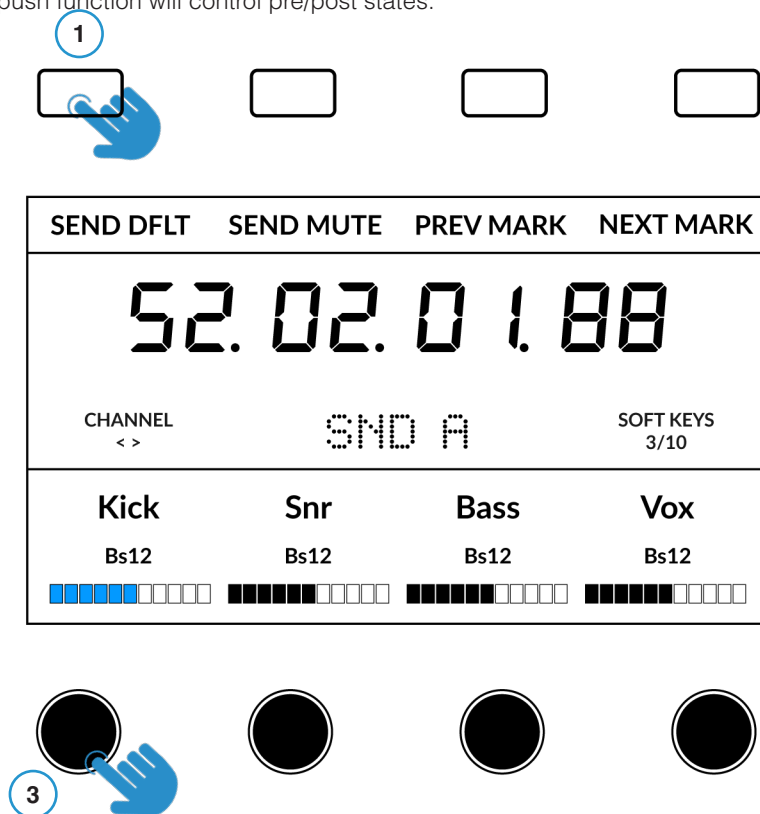 push function will control pre/post states.
1
SEND DFLT SEND MUTE PREV MARK NEXT MARK
52. 02. 01. 88
CHANNEL
< >
SND A
SOFT KEYS
3/10
Kick Snr Bass Vox
Bs12 Bs12 Bs12 Bs12
3